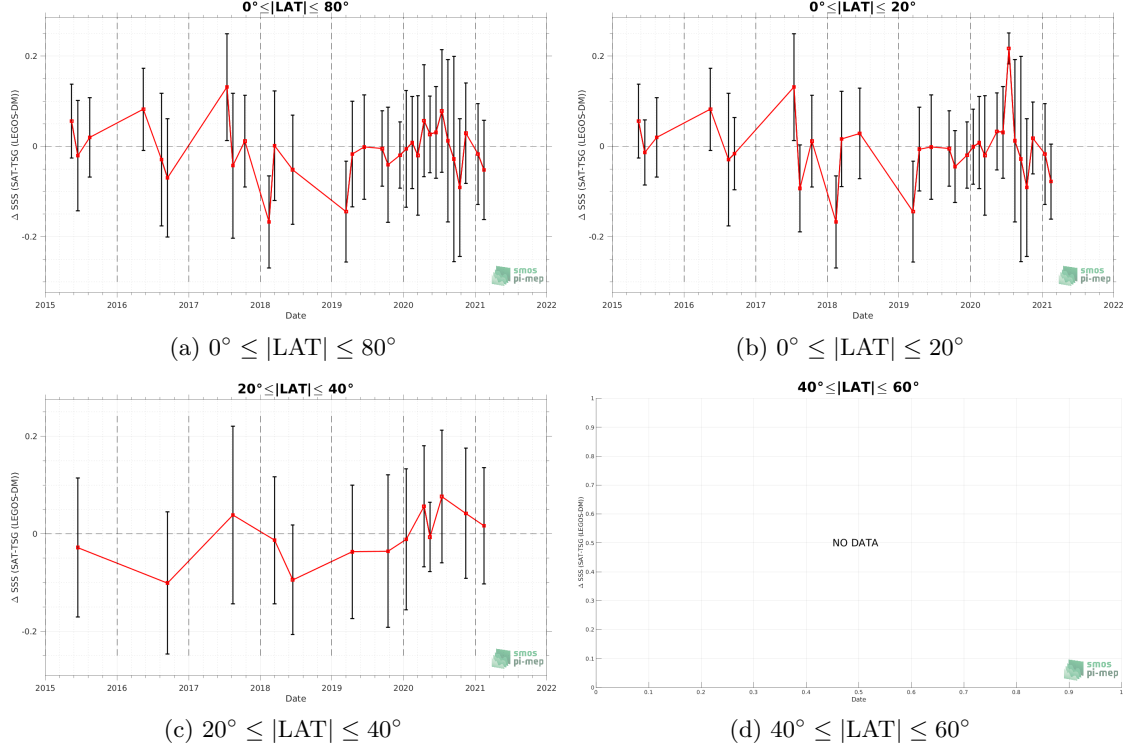 0°≤|LAT|≤ 80°
Δ SSS (SAT-TSG (LEGOS-DM))
0.2
0
-0.2
2015 2016 2017 2018 2019 2020 2021 2022
Date
smos
pi-mep
(a) 0° ≤ |LAT| ≤ 80°
0°≤|LAT|≤ 20°
Δ SSS (SAT-TSG (LEGOS-DM))
0.2
0
-0.2
2015 2016 2017 2018 2019 2020 2021 2022
Date
smos
pi-mep
(b) 0° ≤ |LAT| ≤ 20°
20°≤|LAT|≤ 40°
Δ SSS (SAT-TSG (LEGOS-DM))
0.2
0
-0.2
2015 2016 2017 2018 2019 2020 2021 2022
Date
smos
pi-mep
(c) 20° ≤ |LAT| ≤ 40°
40°≤|LAT|≤ 60°
Δ SSS (SAT-TSG (LEGOS-DM))
1
0.9
0.8
0.7
0.6
0.5
0.4
0.3
0.2
0.1
0
NO DATA
0 0.1 0.2 0.3 0.4 0.5 0.6 0.7 0.8 0.9 1
Date
smos
pi-mep
(d) 40° ≤ |LAT| ≤ 60°